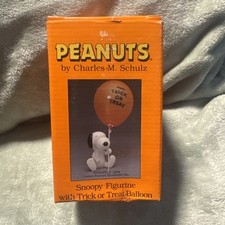 PEANUTS®
by Charles M. Schulz
TRICK
OR
TREAT
Snoopy Figurine
with Trick or Treat Balloon